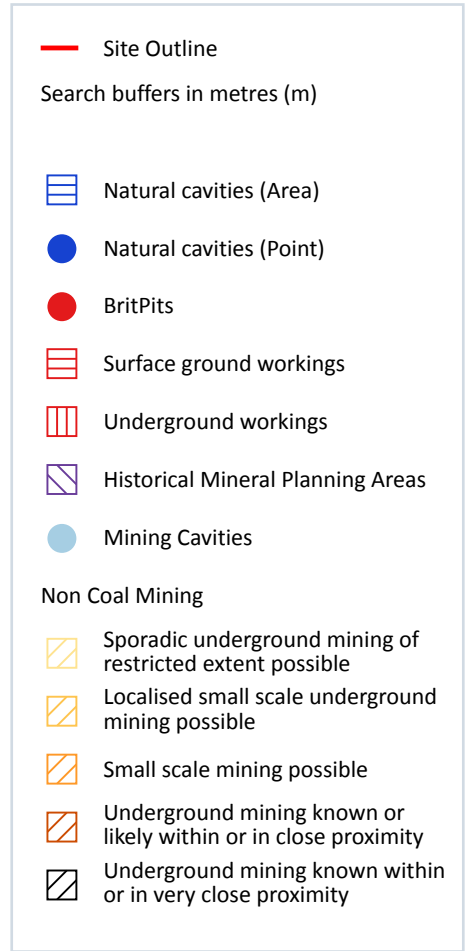 Site Outline
Search buffers in metres (m)
Natural cavities (Area)
Natural cavities (Point)
BritPits
Surface ground workings
Underground workings
Historical Mineral Planning Areas
Mining Cavities
Non Coal Mining
Sporadic underground mining of
restricted extent possible
Localised small scale underground
mining possible
Small scale mining possible
Underground mining known or
likely within or in close proximity
Underground mining known within
or in very close proximity